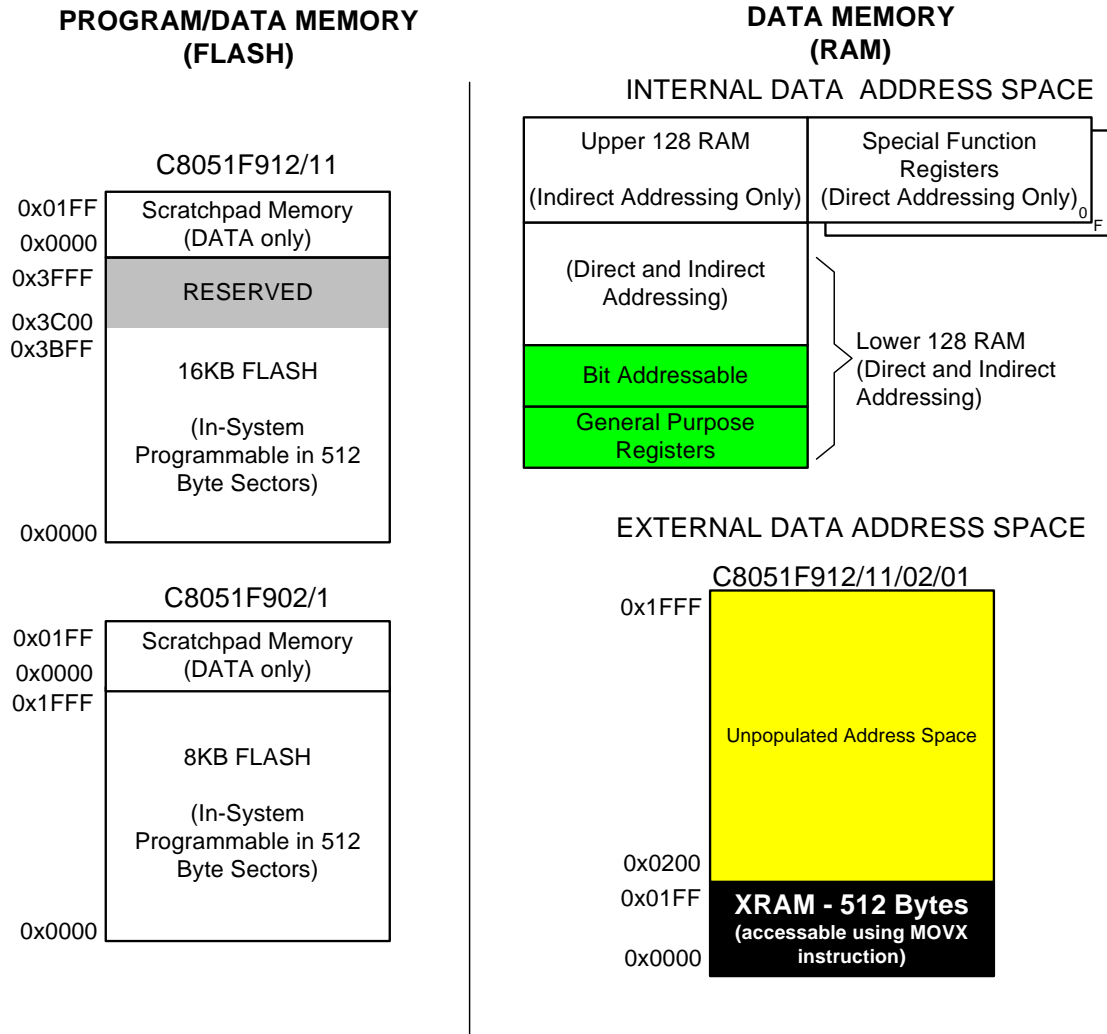 PROGRAM/DATA MEMORY
(FLASH)
C8051F912/11
0x01FF
Scratchpad Memory
(DATA only)
0x0000
0x3FFF
RESERVED
0x3C00
0x3BFF
16KB FLASH
(In-System
Programmable in 512
Byte Sectors)
0x0000
C8051F902/1
0x01FF
Scratchpad Memory
(DATA only)
0x0000
0x1FFF
8KB FLASH
(In-System
Programmable in 512
Byte Sectors)
0x0000
DATA MEMORY
(RAM)
INTERNAL DATA ADDRESS SPACE
Upper 128 RAM
(Indirect Addressing Only)
Special Function
Registers
(Direct Addressing Only)
0
F
(Direct and Indirect
Addressing)
Bit Addressable
General Purpose
Registers
Lower 128 RAM
(Direct and Indirect
Addressing)
EXTERNAL DATA ADDRESS SPACE
C8051F912/11/02/01
0x1FFF
Unpopulated Address Space
0x0200
0x01FF
XRAM - 512 Bytes
(accessable using MOVX
instruction)
0x0000